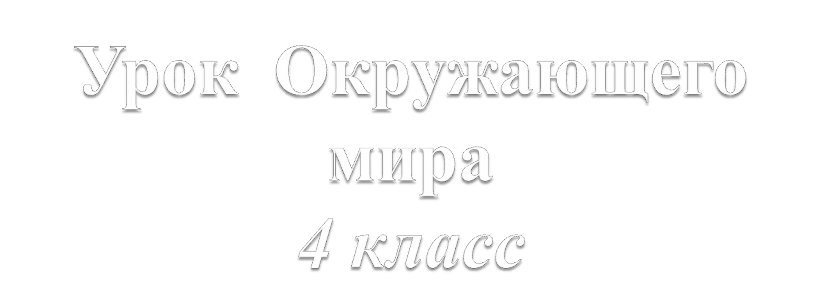 Урок Окружающего
мира
4 класс